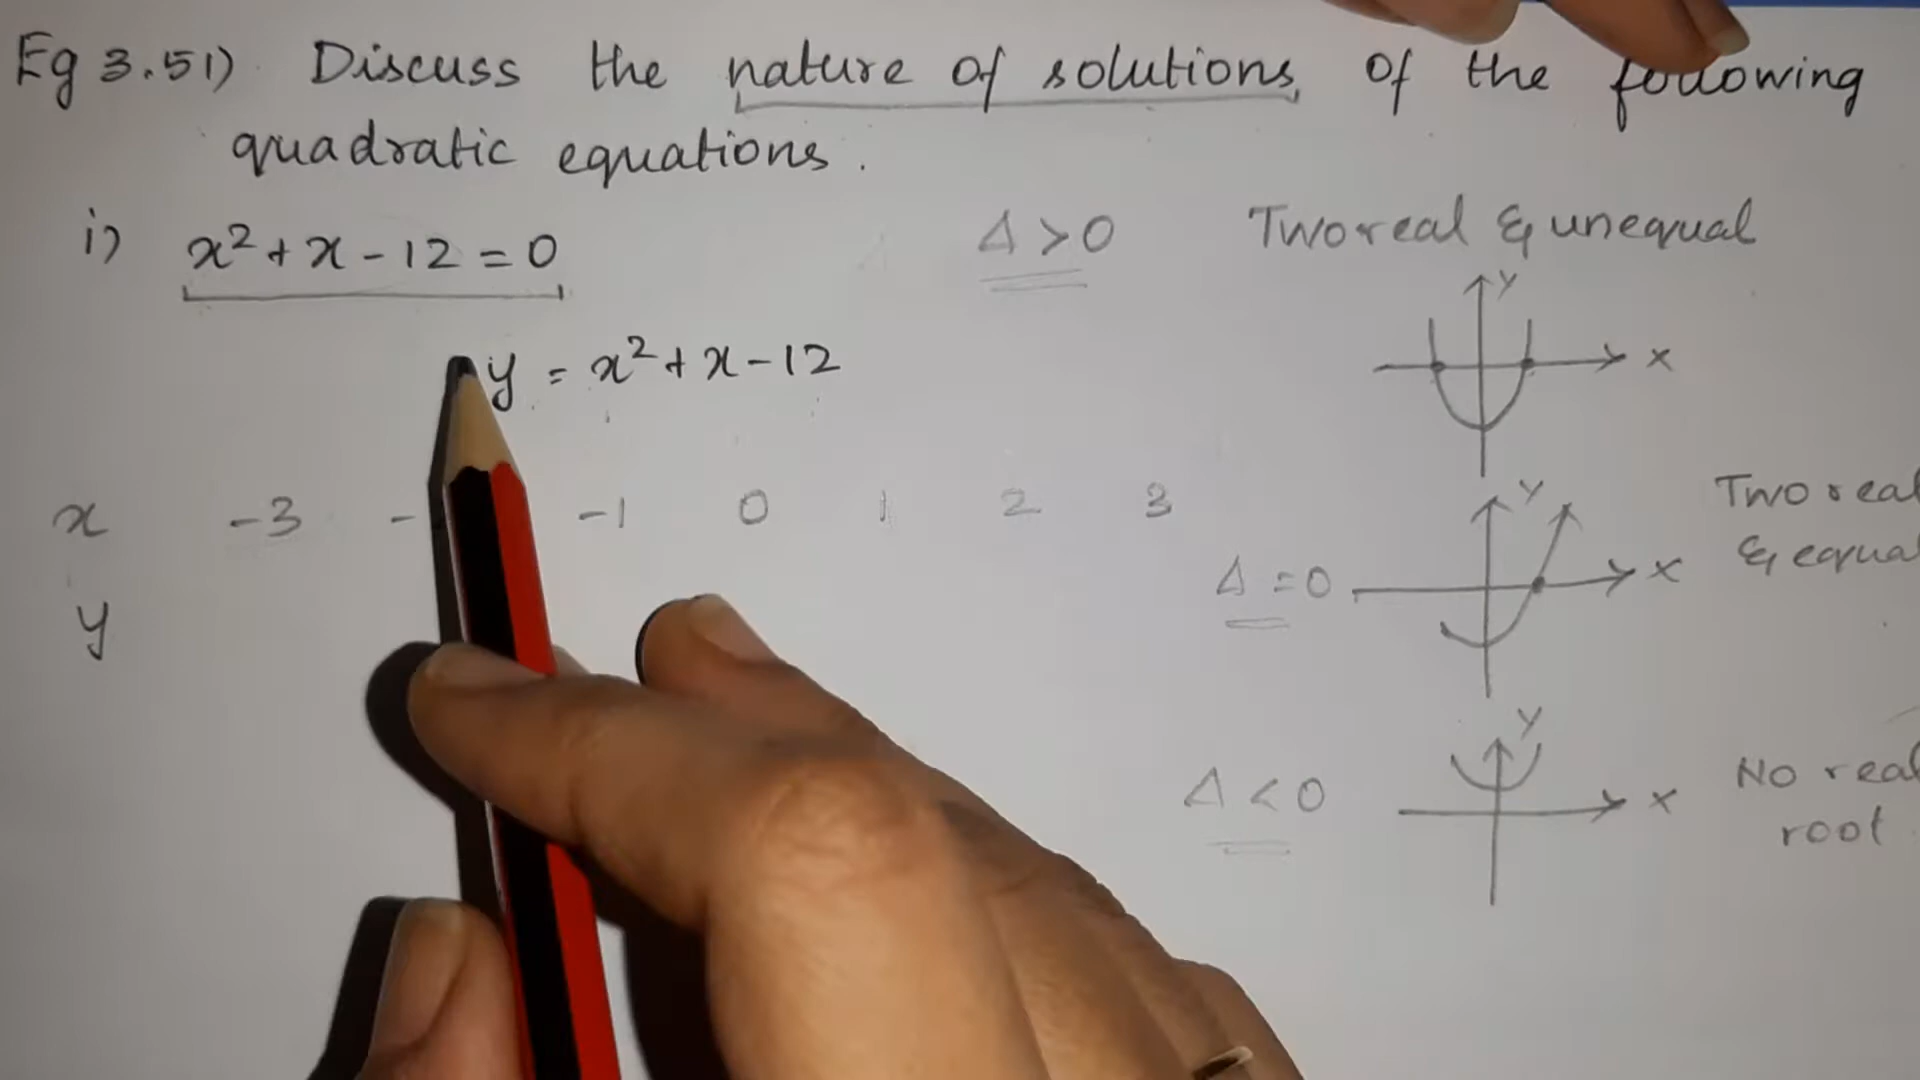 Eg 3.51) Discuss the nature of solutions of the following
quadratic equations.
i) x² + x - 12 = 0
Δ > 0
Two real & unequal
y
x
y = x² + x - 12
x -3 - -1 0 1 2 3
y
Δ = 0
y
x
Two real
& equal
Δ < 0
y
x
No real
root